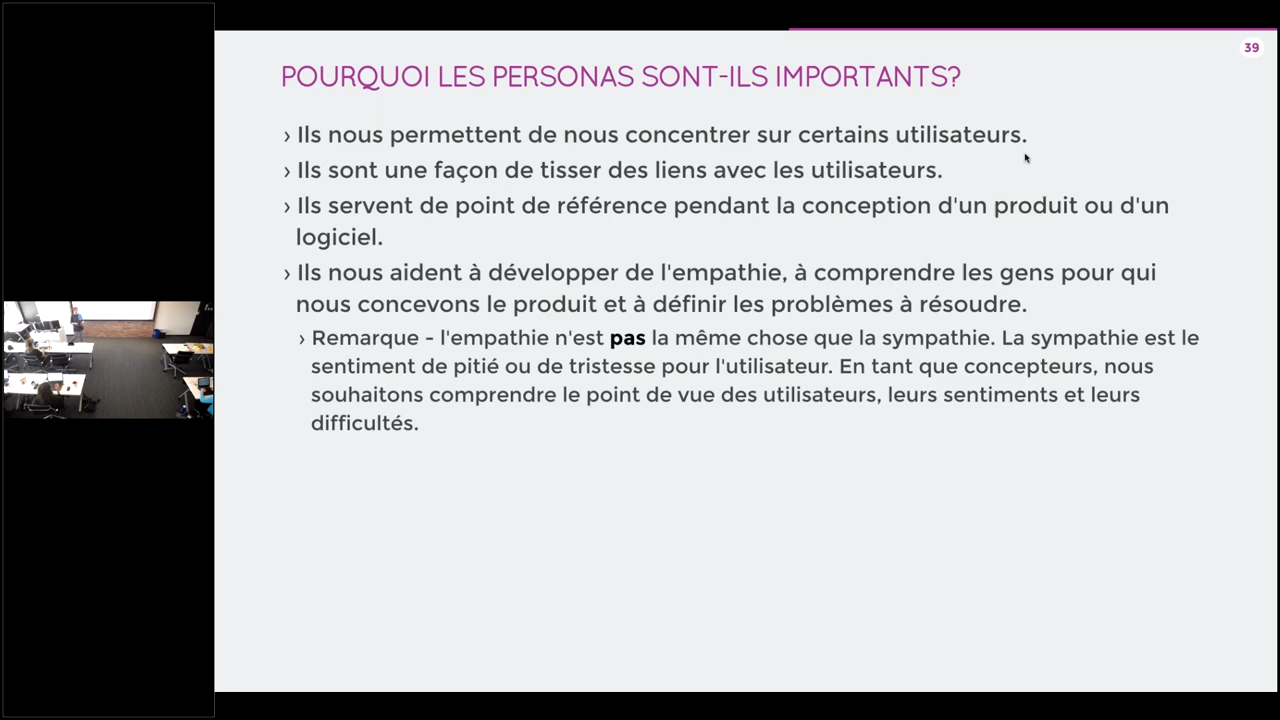 39
POURQUOI LES PERSONAS SONT-ILS IMPORTANTS?
› Ils nous permettent de nous concentrer sur certains utilisateurs.
› Ils sont une façon de tisser des liens avec les utilisateurs.
› Ils servent de point de référence pendant la conception d'un produit ou d'un
logiciel.
› Ils nous aident à développer de l'empathie, à comprendre les gens pour qui
nous concevons le produit et à définir les problèmes à résoudre.
› Remarque - l'empathie n'est pas la même chose que la sympathie. La sympathie est le
sentiment de pitié ou de tristesse pour l'utilisateur. En tant que concepteurs, nous
souhaitons comprendre le point de vue des utilisateurs, leurs sentiments et leurs
difficultés.